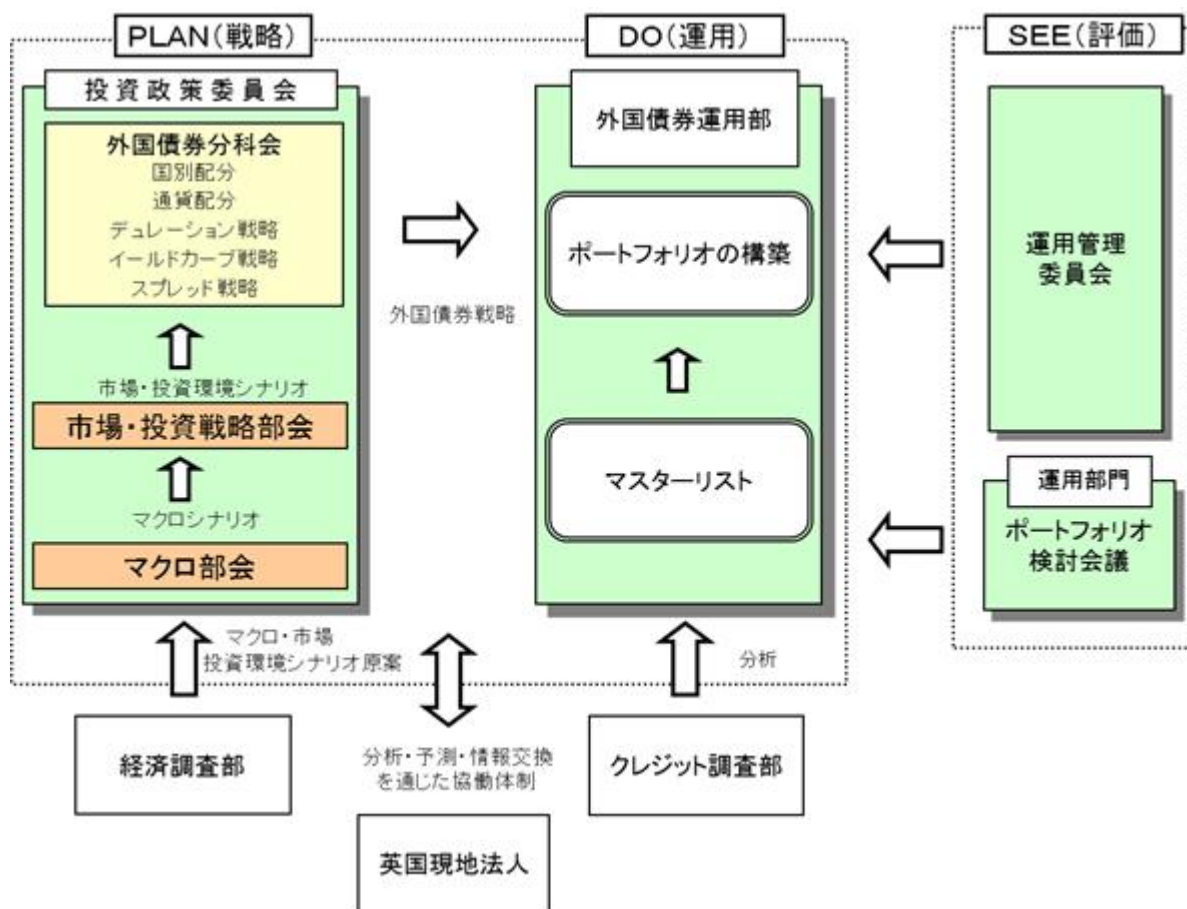 PLAN(戦略)
投資政策委員会
外国債券分科会
国別配分
通貨配分
デュレーション戦略
イールドカーブ戦略
スプレッド戦略
市場・投資環境シナリオ
市場・投資戦略部会
マクロシナリオ
マクロ部会
外国債券戦略
DO(運用)
外国債券運用部
ポートフォリオの構築
マスターリスト
SEE(評価)
運用管理
委員会
運用部門
ポートフォリオ
検討会議
マクロ・市場
投資環境シナリオ原案
分析
経済調査部
分析・予測・情報交換
を通じた協働体制
クレジット調査部
英国現地法人